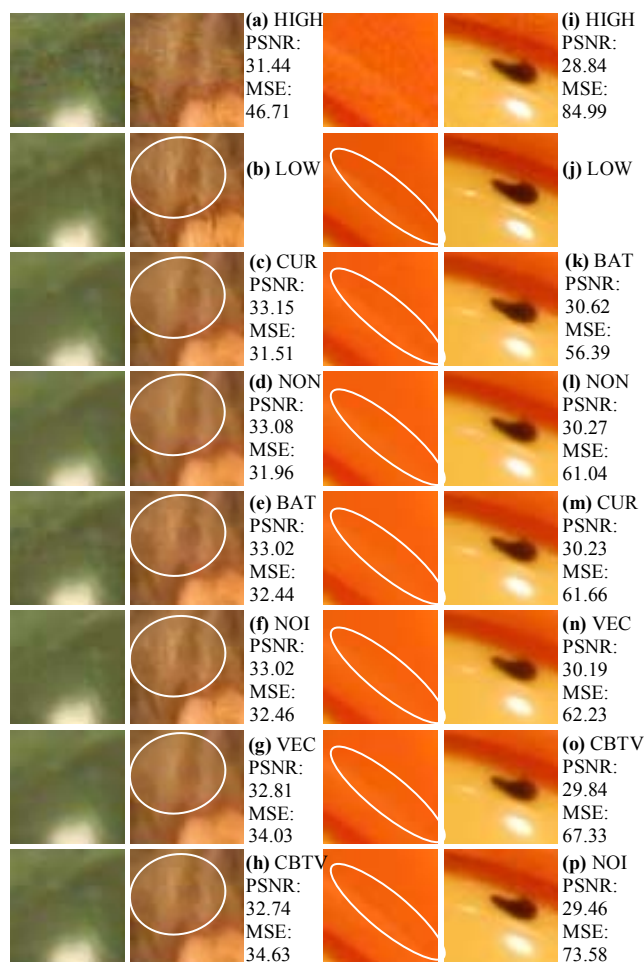 (a) HIGH
PSNR:
31.44
MSE:
46.71
(b) LOW
(c) CUR
PSNR:
33.15
MSE:
31.51
(d) NON
PSNR:
33.08
MSE:
31.96
(e) BAT
PSNR:
33.02
MSE:
32.44
(f) NOI
PSNR:
33.02
MSE:
32.46
(g) VEC
PSNR:
32.81
MSE:
34.03
(h) CBTV
PSNR:
32.74
MSE:
34.63
(i) HIGH
PSNR:
28.84
MSE:
84.99
(j) LOW
(k) BAT
PSNR:
30.62
MSE:
56.39
(l) NON
PSNR:
30.27
MSE:
61.04
(m) CUR
PSNR:
30.23
MSE:
61.66
(n) VEC
PSNR:
30.19
MSE:
62.23
(o) CBTV
PSNR:
29.84
MSE:
67.33
(p) NOI
PSNR:
29.46
MSE:
73.58